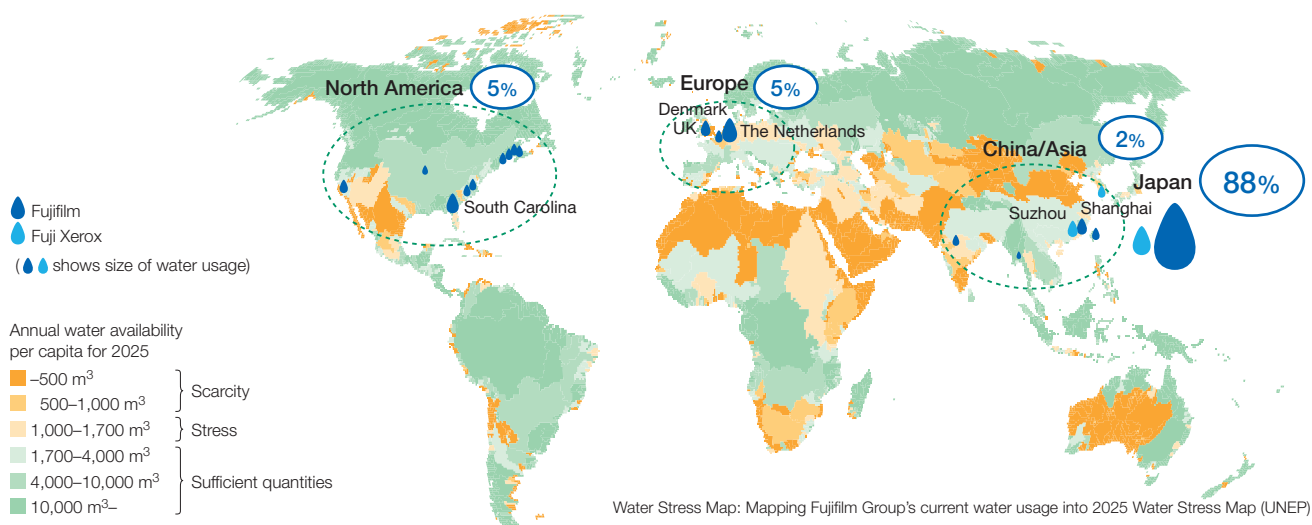 North America 5%
Europe 5%
Denmark
UK
The Netherlands
China/Asia 2%
Japan 88%
Suzhou
Shanghai
South Carolina
Fujifilm
Fuji Xerox
( shows size of water usage)
Annual water availability
per capita for 2025
–500 m³
500–1,000 m³
Scarcity
1,000–1,700 m³
Stress
1,700–4,000 m³
4,000–10,000 m³
Sufficient quantities
10,000 m³–
Water Stress Map: Mapping Fujifilm Group's current water usage into 2025 Water Stress Map (UNEP)